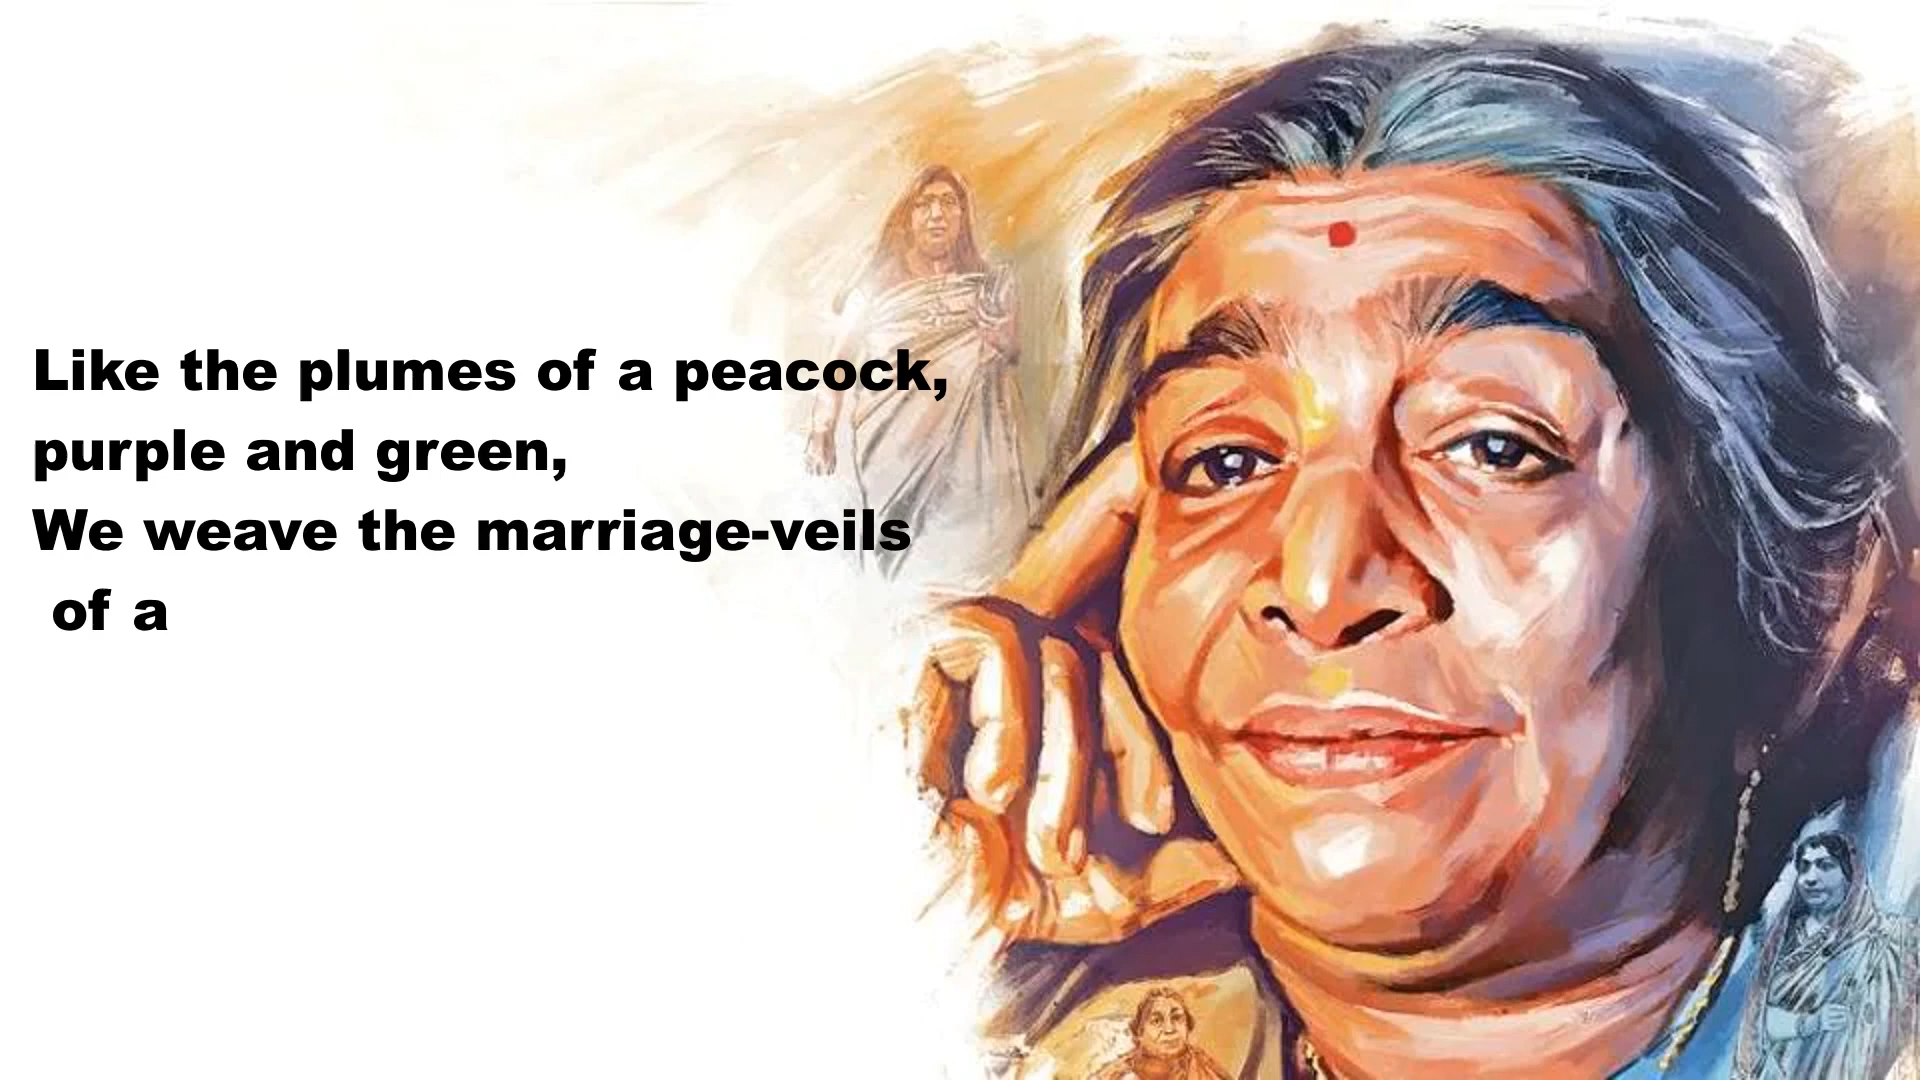 Like the plumes of a peacock,
purple and green,
We weave the marriage-veils
of a